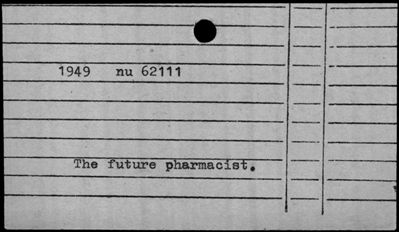 1949 nu 62111
The future pharmacist.